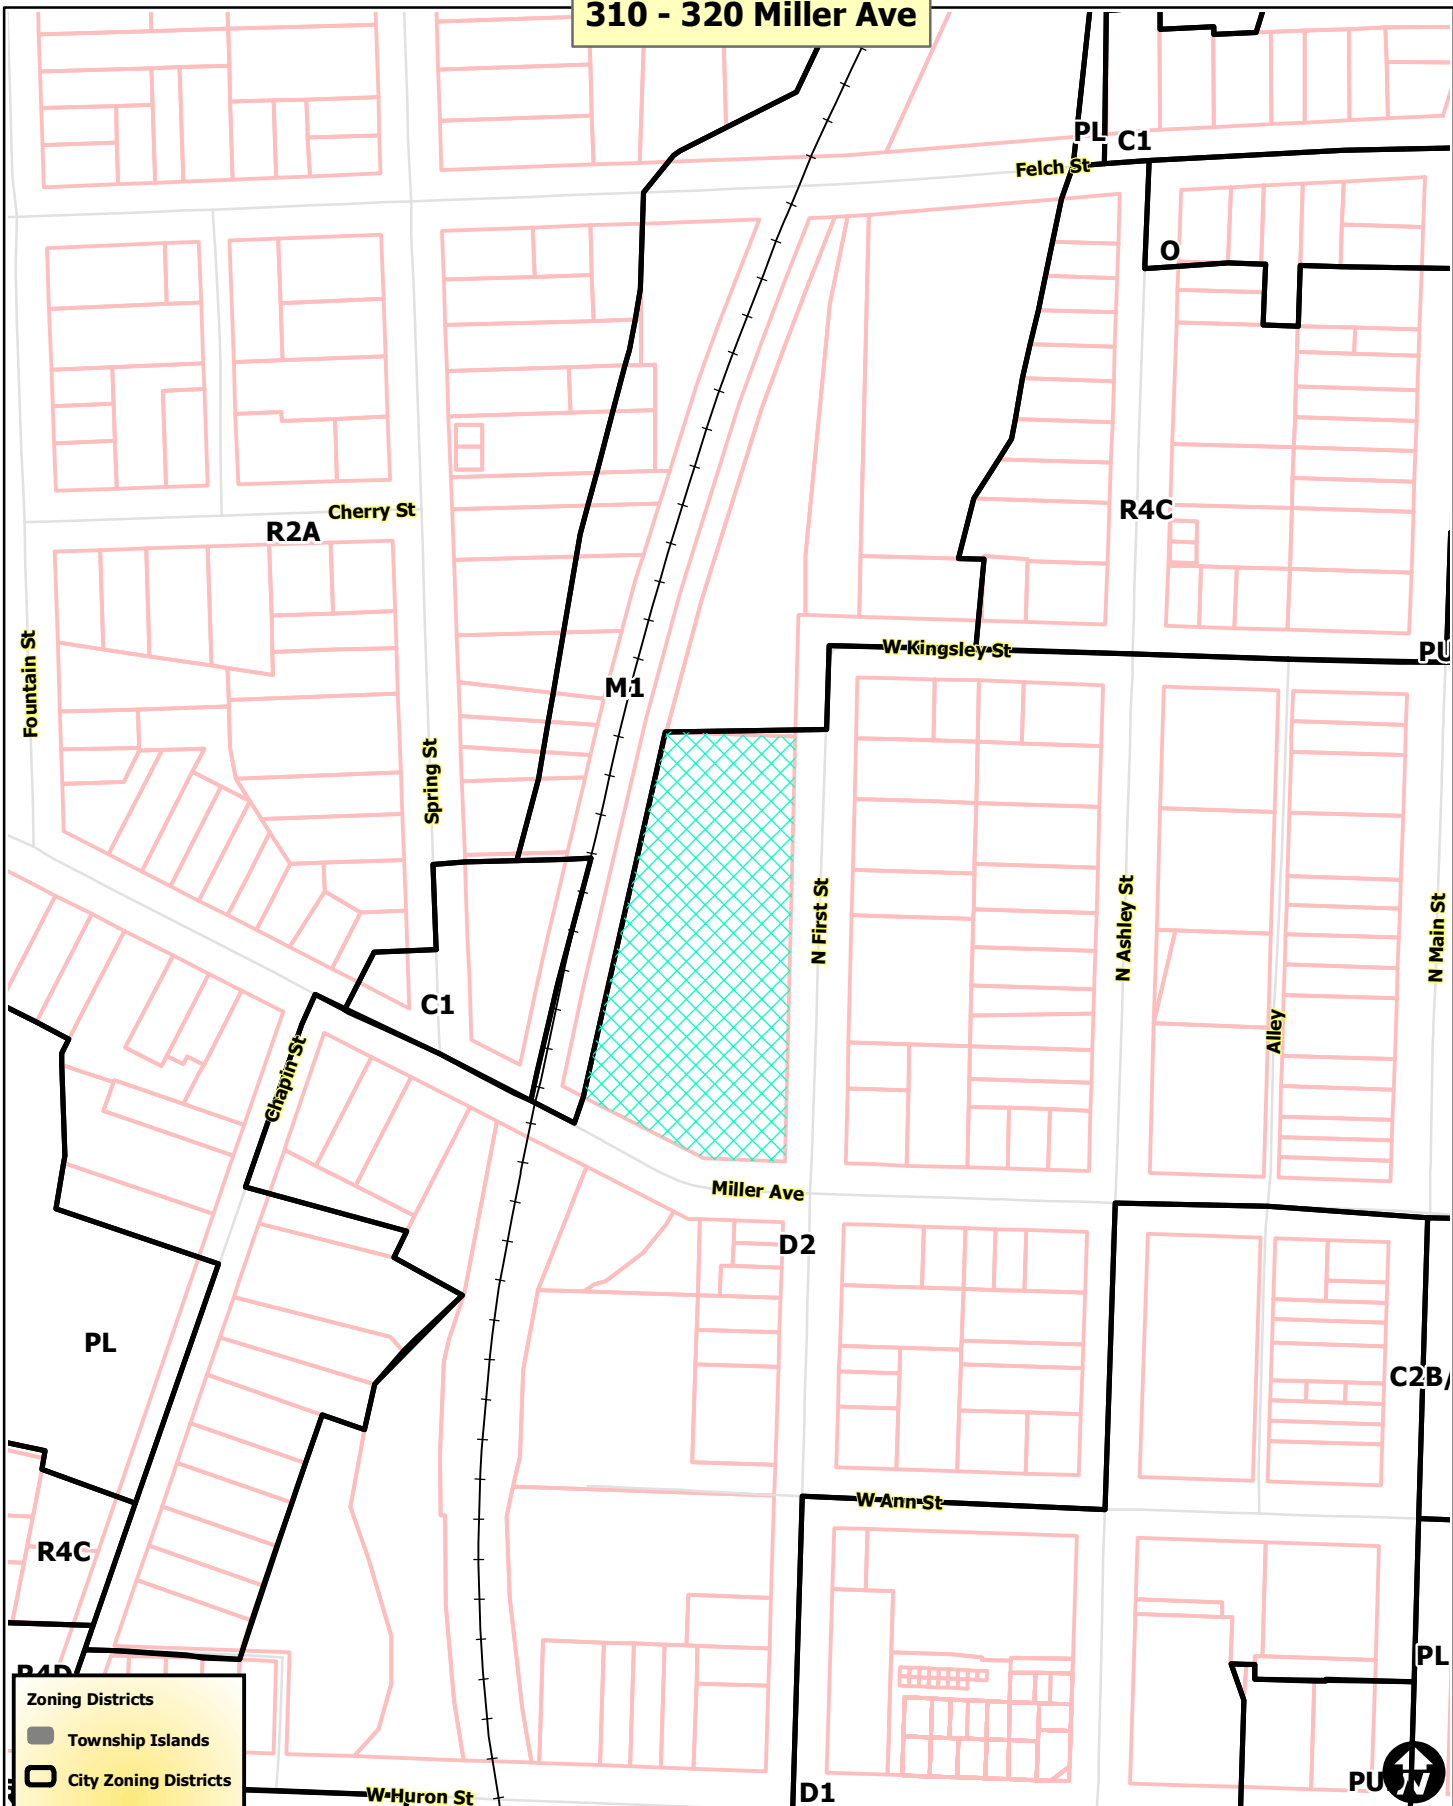 310 - 320 Miller Ave
PL
C1
Felch St
O
Cherry St
R2A
R4C
Fountain St
W Kingsley St
PU
M1
Spring St
N First St
N Ashley St
N Main St
C1
Alley
Chapin St
Miller Ave
D2
PL
C2B/
W Ann St
R4C
PL
R4D
Zoning Districts
Township Islands
City Zoning Districts
W Huron St
D1
PU